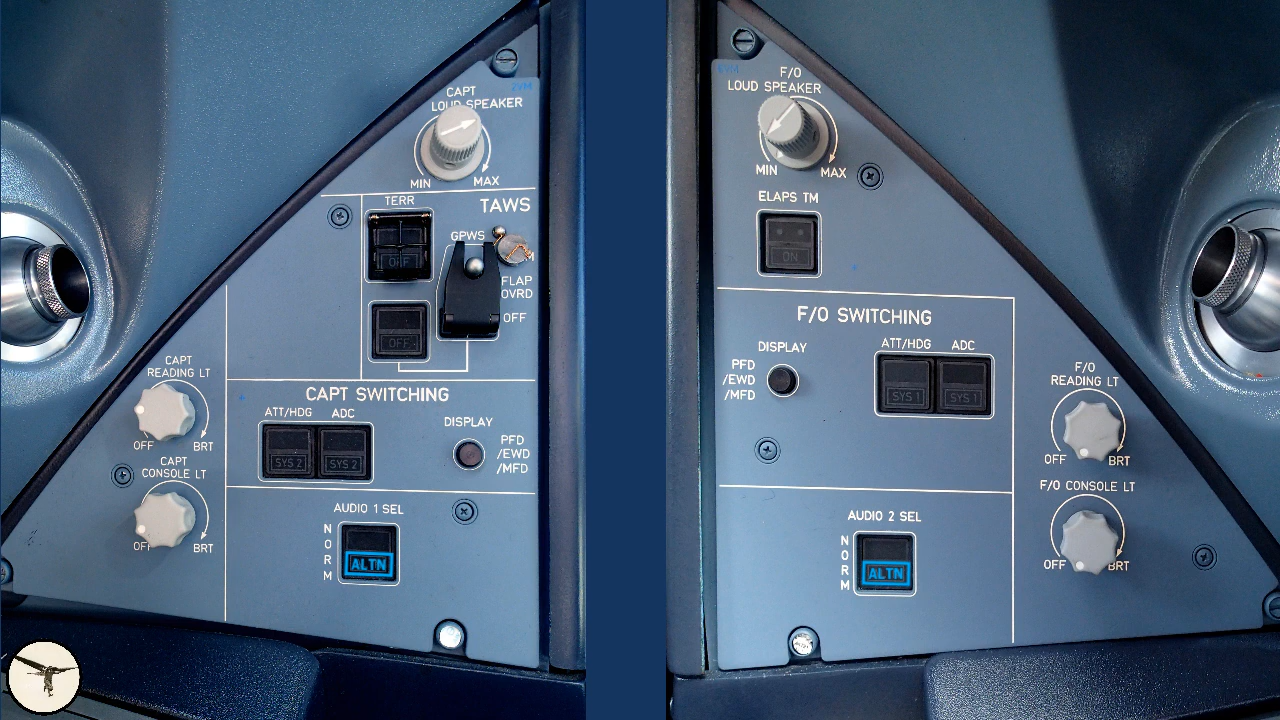 2VM
CAPT
LOUD SPEAKER
MIN
MAX
TERR
OFF
TAWS
GPWS
FLAP
OVRD
OFF
OFF
CAPT
READING LT
OFF
BRT
CAPT
CONSOLE LT
OFF
BRT
CAPT SWITCHING
ATT/HDG
ADC
SYS 2
SYS 2
DISPLAY
PFD
/EWD
/MFD
AUDIO 1 SEL
NORM
ALTN
F/O
LOUD SPEAKER
MIN
MAX
ELAPS TM
ON
F/O SWITCHING
DISPLAY
PFD
/EWD
/MFD
ATT/HDG
ADC
SYS 1
SYS 1
F/O
READING LT
OFF
BRT
F/O CONSOLE LT
OFF
BRT
AUDIO 2 SEL
NORM
ALTN